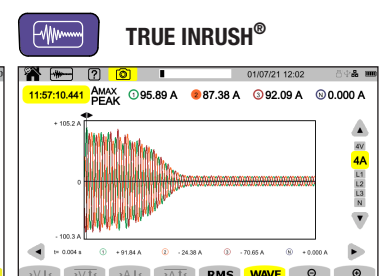 TRUE INRUSH®
?
01/07/21 12:02
11:57:10.441 AMAX PEAK 1 95.89 A 2 87.38 A 3 92.09 A N 0.000 A
+ 105.2 A
0
- 100.3 A
4V
4A
L1
L2
L3
N
t= 0.004 s 1 + 91.84 A 2 - 24.38 A 3 - 70.65 A N + 0.000 A
RMS WAVE